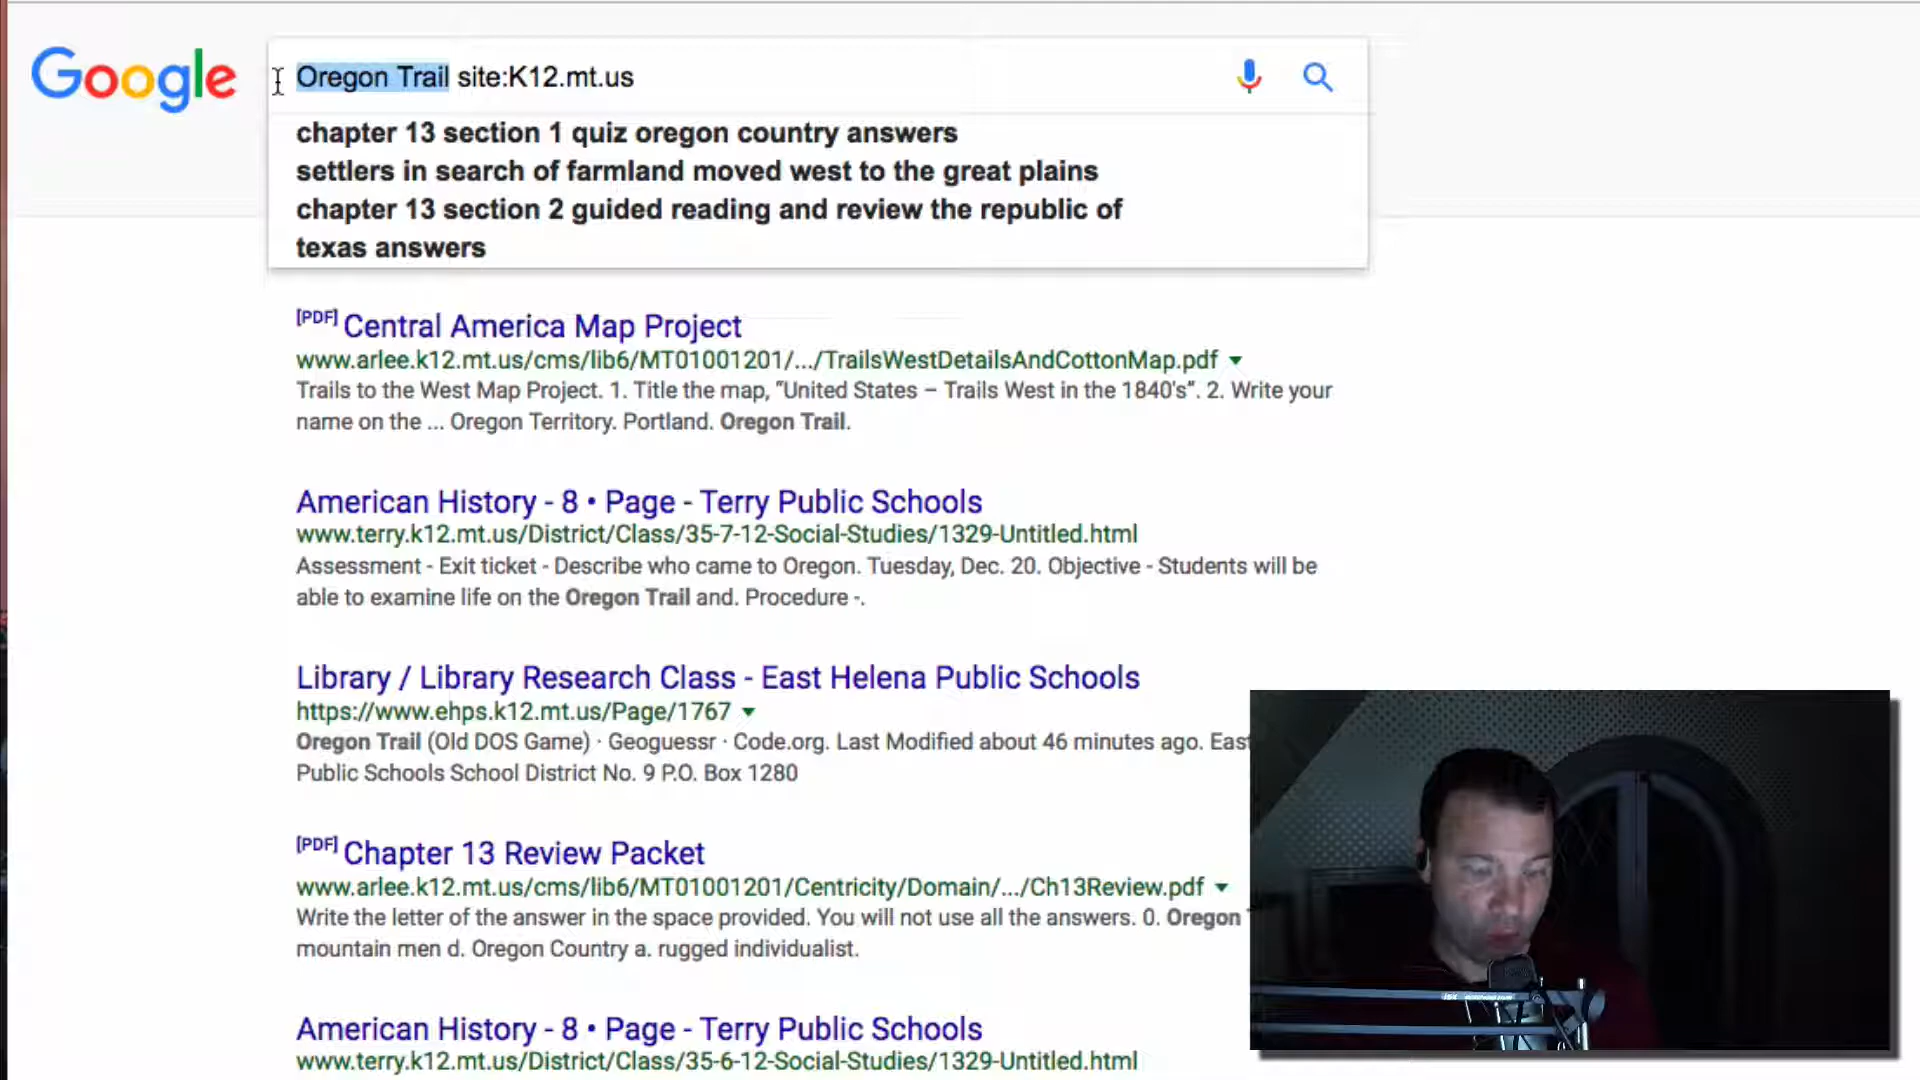 Google
Oregon Trail site:K12.mt.us
chapter 13 section 1 quiz oregon country answers
settlers in search of farmland moved west to the great plains
chapter 13 section 2 guided reading and review the republic of
texas answers
[PDF] Central America Map Project
www.arlee.k12.mt.us/cms/lib6/MT01001201/.../TrailsWestDetailsAndCottonMap.pdf
Trails to the West Map Project. 1. Title the map, "United States – Trails West in the 1840's". 2. Write your
name on the ... Oregon Territory. Portland. Oregon Trail.
American History - 8 • Page - Terry Public Schools
www.terry.k12.mt.us/District/Class/35-7-12-Social-Studies/1329-Untitled.html
Assessment - Exit ticket - Describe who came to Oregon. Tuesday, Dec. 20. Objective - Students will be
able to examine life on the Oregon Trail and. Procedure -.
Library / Library Research Class - East Helena Public Schools
https://www.ehps.k12.mt.us/Page/1767
Oregon Trail (Old DOS Game) · Geoguessr · Code.org. Last Modified about 46 minutes ago. East
Public Schools School District No. 9 P.O. Box 1280
[PDF] Chapter 13 Review Packet
www.arlee.k12.mt.us/cms/lib6/MT01001201/Centricity/Domain/.../Ch13Review.pdf
Write the letter of the answer in the space provided. You will not use all the answers. 0. Oregon
mountain men d. Oregon Country a. rugged individualist.
American History - 8 • Page - Terry Public Schools
www.terry.k12.mt.us/District/Class/35-6-12-Social-Studies/1329-Untitled.html